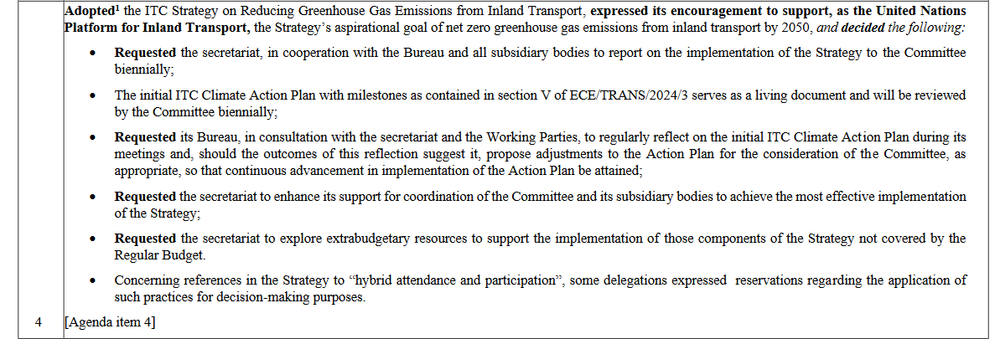 Adopted¹ the ITC Strategy on Reducing Greenhouse Gas Emissions from Inland Transport, expressed its encouragement to support, as the United Nations
Platform for Inland Transport, the Strategy’s aspirational goal of net zero greenhouse gas emissions from inland transport by 2050, and decided the following:
• Requested the secretariat, in cooperation with the Bureau and all subsidiary bodies to report on the implementation of the Strategy to the Committee
biennially;
• The initial ITC Climate Action Plan with milestones as contained in section V of ECE/TRANS/2024/3 serves as a living document and will be reviewed
by the Committee biennially;
• Requested its Bureau, in consultation with the secretariat and the Working Parties, to regularly reflect on the initial ITC Climate Action Plan during its
meetings and, should the outcomes of this reflection suggest it, propose adjustments to the Action Plan for the consideration of the Committee, as
appropriate, so that continuous advancement in implementation of the Action Plan be attained;
• Requested the secretariat to enhance its support for coordination of the Committee and its subsidiary bodies to achieve the most effective implementation
of the Strategy;
• Requested the secretariat to explore extrabudgetary resources to support the implementation of those components of the Strategy not covered by the
Regular Budget.
• Concerning references in the Strategy to “hybrid attendance and participation”, some delegations expressed reservations regarding the application of
such practices for decision-making purposes.
4 [Agenda item 4]